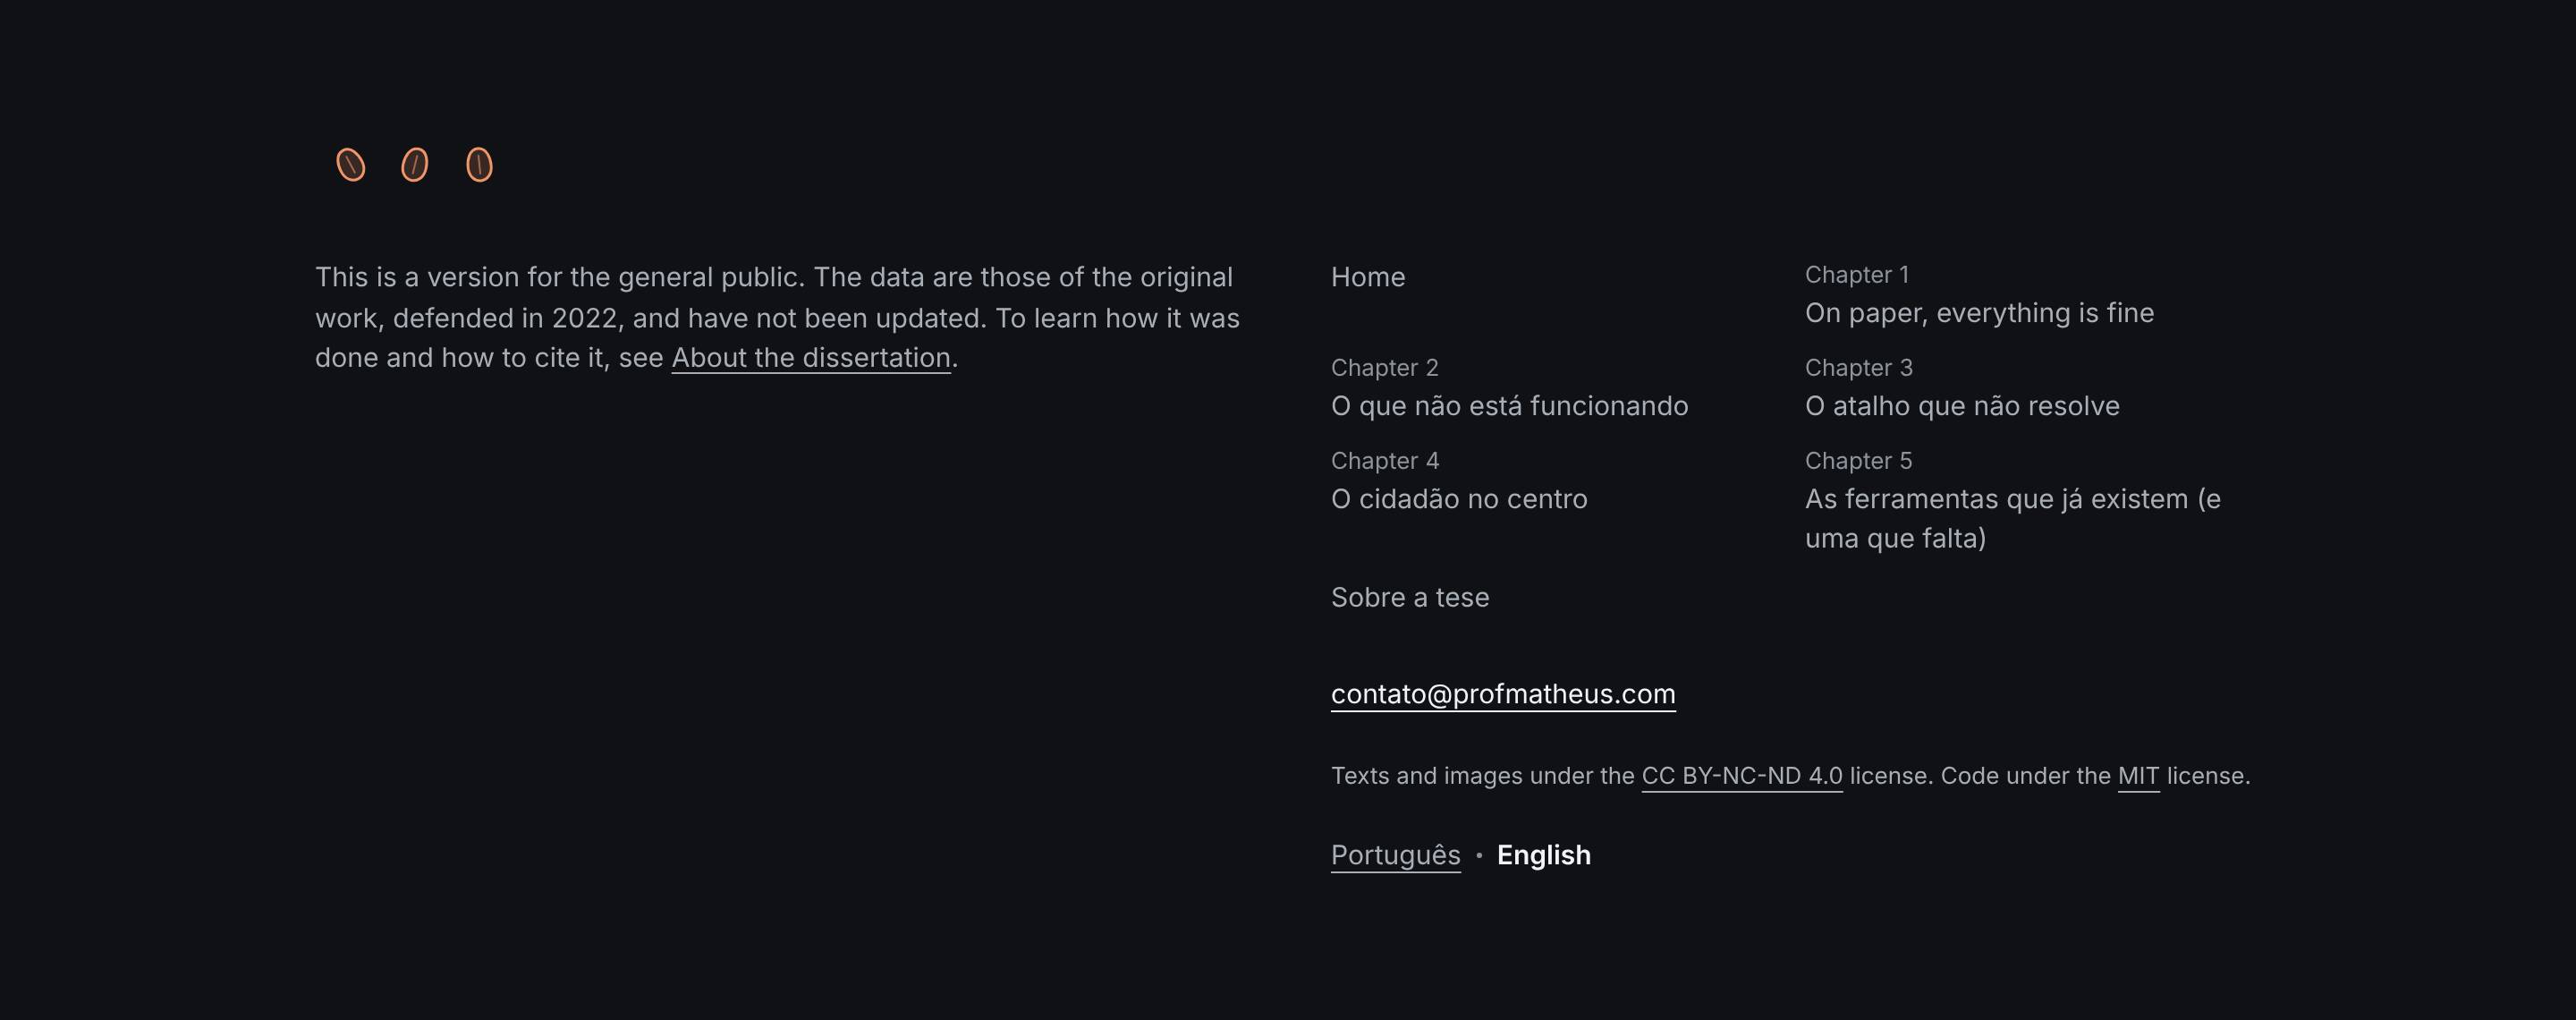 This is a version for the general public. The data are those of the original
work, defended in 2022, and have not been updated. To learn how it was
done and how to cite it, see About the dissertation.
Home
Chapter 1
On paper, everything is fine
Chapter 2
O que não está funcionando
Chapter 3
O atalho que não resolve
Chapter 4
O cidadão no centro
Chapter 5
As ferramentas que já existem (e
uma que falta)
Sobre a tese
contato@profmatheus.com
Texts and images under the CC BY-NC-ND 4.0 license. Code under the MIT license.
Português • English